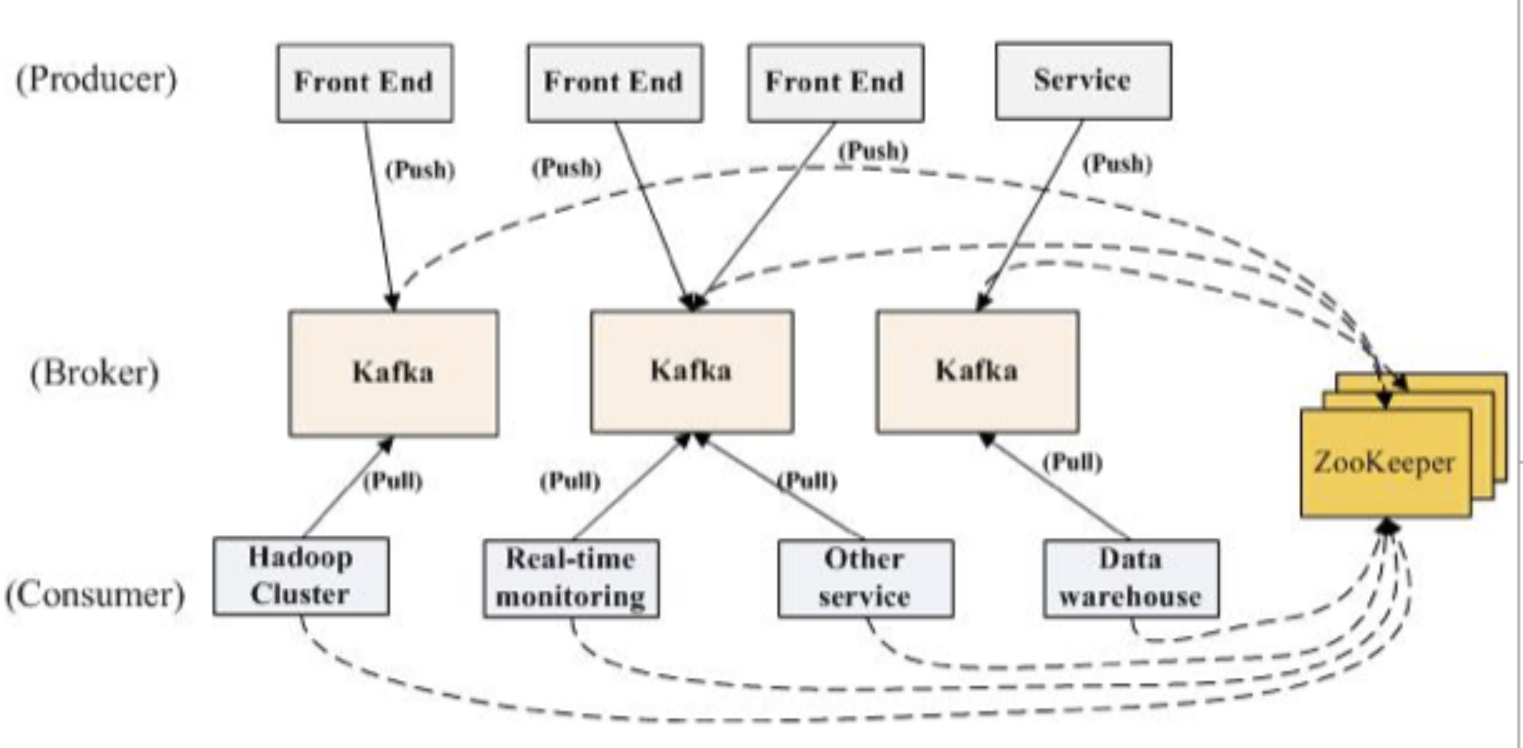 (Producer)
Front End
Front End
Front End
Service
(Push)
(Push)
(Push)
(Push)
(Broker)
Kafka
Kafka
Kafka
ZooKeeper
(Pull)
(Pull)
(Pull)
(Pull)
(Consumer)
Hadoop
Cluster
Real-time
monitoring
Other
service
Data
warehouse